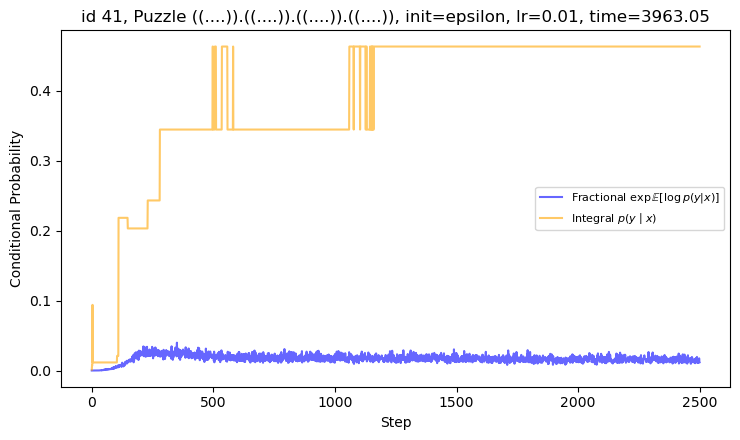 id 41, Puzzle ((....)).((....)).((....)).((....)), init=epsilon, lr=0.01, time=3963.05
Conditional Probability
0.4
0.3
0.2
0.1
0.0
Fractional exp𝔼[log p(y|x)]
Integral p(y | x)
0 500 1000 1500 2000 2500
Step